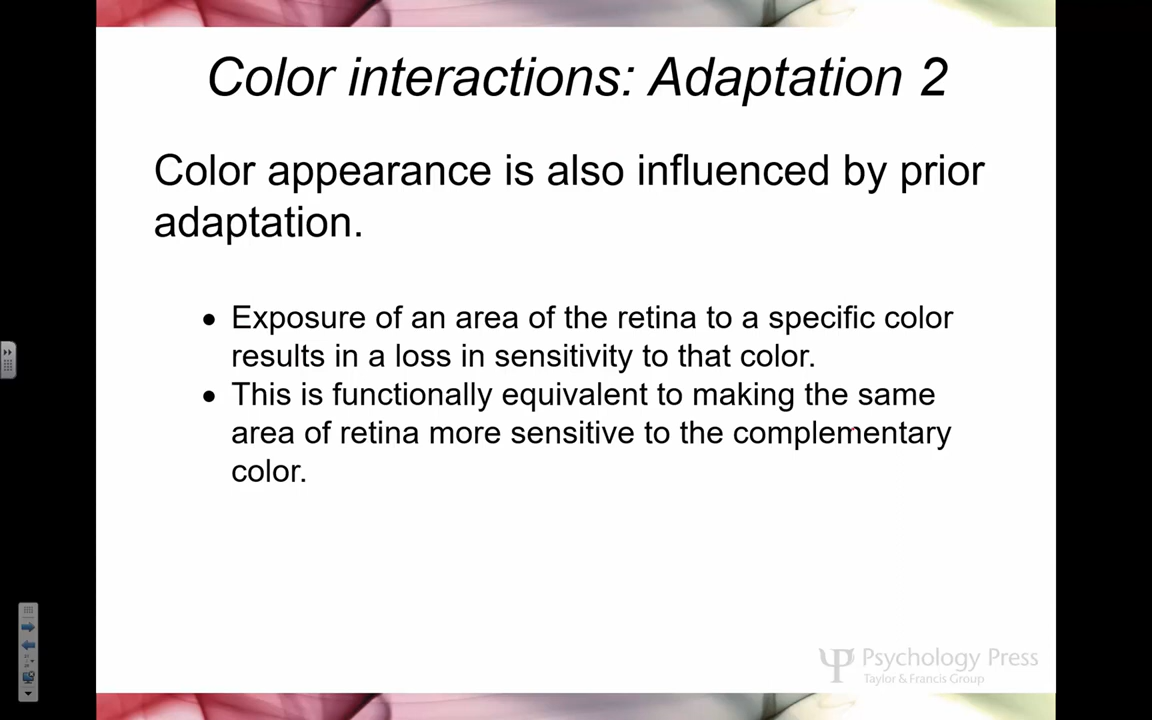 Color interactions: Adaptation 2
Color appearance is also influenced by prior
adaptation.
• Exposure of an area of the retina to a specific color
results in a loss in sensitivity to that color.
• This is functionally equivalent to making the same
area of retina more sensitive to the complementary
color.
Psychology Press
Taylor & Francis Group